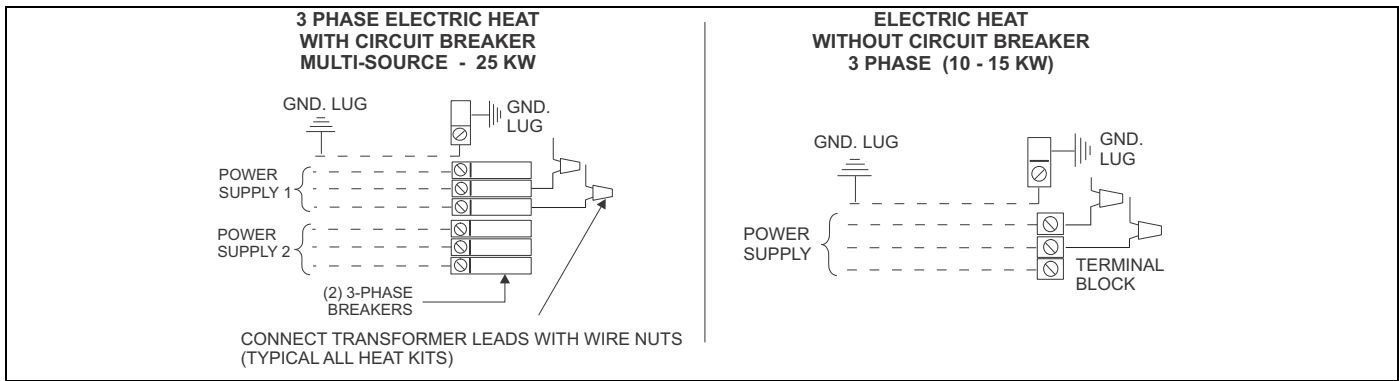 3 PHASE ELECTRIC HEAT
WITH CIRCUIT BREAKER
MULTI-SOURCE - 25 KW
GND. LUG
GND.
LUG
POWER
SUPPLY 1
POWER
SUPPLY 2
(2) 3-PHASE
BREAKERS
CONNECT TRANSFORMER LEADS WITH WIRE NUTS
(TYPICAL ALL HEAT KITS)
ELECTRIC HEAT
WITHOUT CIRCUIT BREAKER
3 PHASE (10 - 15 KW)
GND. LUG
GND.
LUG
POWER
SUPPLY
TERMINAL
BLOCK